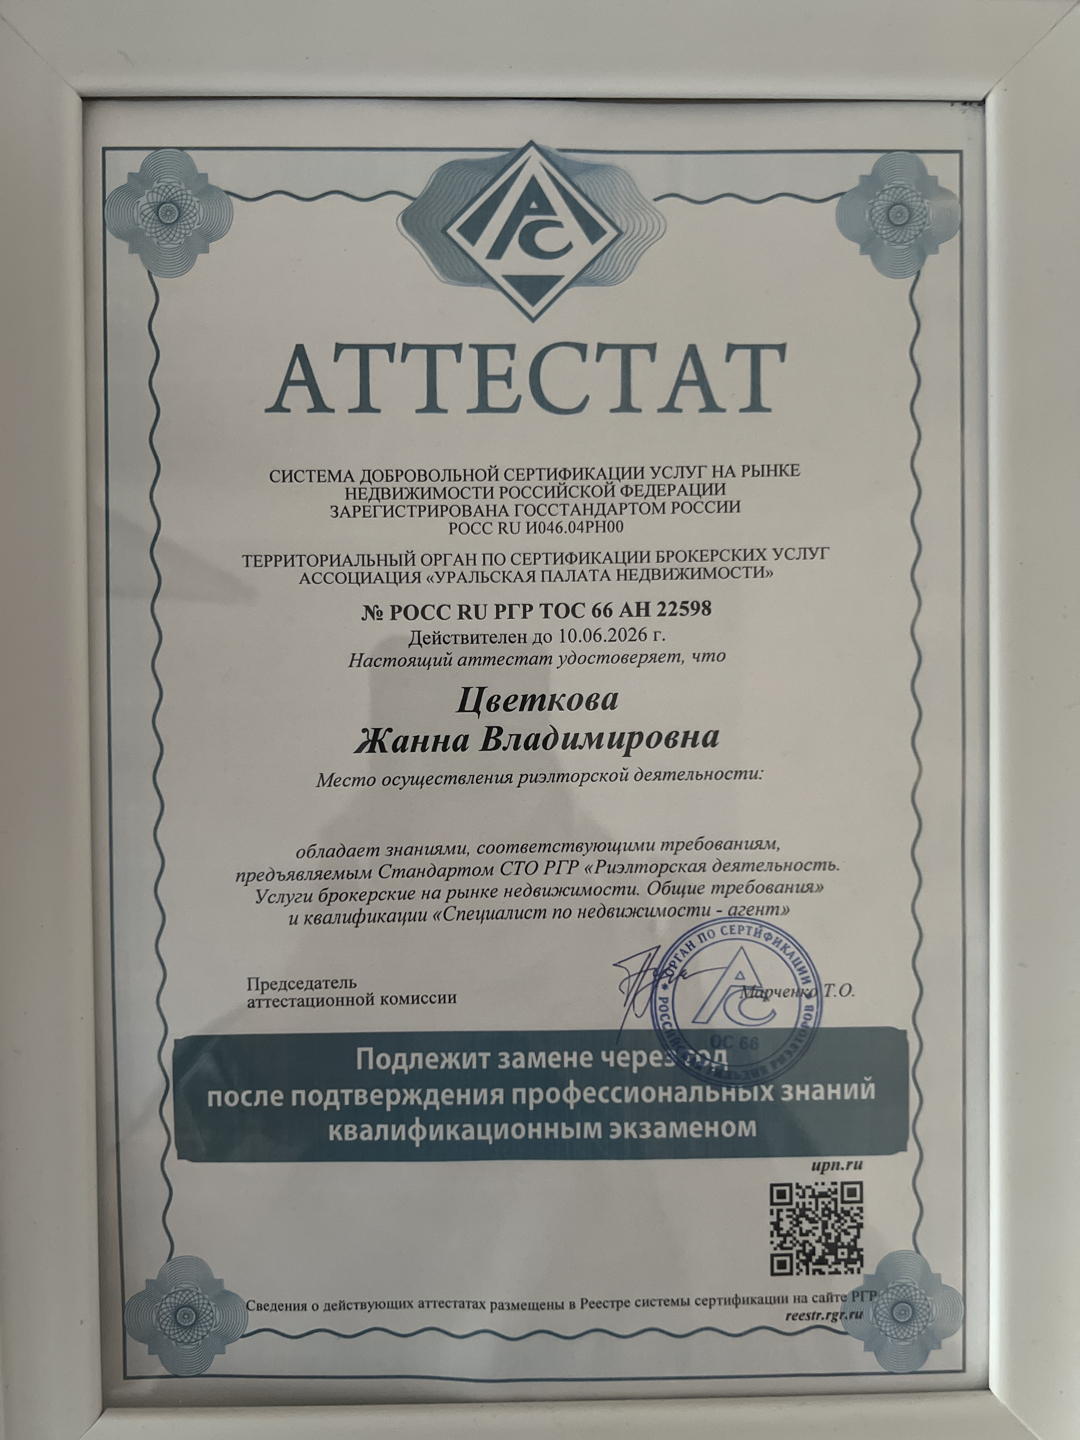 АС
АТТЕСТАТ
СИСТЕМА ДОБРОВОЛЬНОЙ СЕРТИФИКАЦИИ УСЛУГ НА РЫНКЕ
НЕДВИЖИМОСТИ РОССИЙСКОЙ ФЕДЕРАЦИИ
ЗАРЕГИСТРИРОВАНА ГОССТАНДАРТОМ РОССИИ
РОСС RU И046.04РН00
ТЕРРИТОРИАЛЬНЫЙ ОРГАН ПО СЕРТИФИКАЦИИ БРОКЕРСКИХ УСЛУГ
АССОЦИАЦИЯ «УРАЛЬСКАЯ ПАЛАТА НЕДВИЖИМОСТИ»
№ РОСС RU РГР ТОС 66 АН 22598
Действителен до 10.06.2026 г.
Настоящий аттестат удостоверяет, что
Цветкова
Жанна Владимировна
Место осуществления риэлторской деятельности:
обладает знаниями, соответствующими требованиям,
предъявляемым Стандартом СТО РГР «Риэлторская деятельность.
Услуги брокерские на рынке недвижимости. Общие требования»
и квалификации «Специалист по недвижимости - агент»
Председатель
аттестационной комиссии
Марченко Т.О.
ОРГАН ПО СЕРТИФИКАЦИИ РОССИЙСКАЯ ГИЛЬДИЯ РИЭЛТОРОВ
АС
ОС 66
Подлежит замене через год
после подтверждения профессиональных знаний
квалификационным экзаменом
upn.ru
Сведения о действующих аттестатах размещены в Реестре системы сертификации на сайте РГР
reestr.rgr.ru